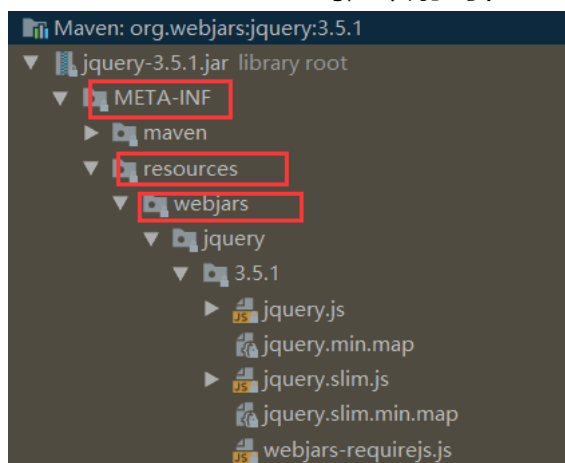 Maven: org.webjars:jquery:3.5.1
jquery-3.5.1.jar library root
META-INF
maven
resources
webjars
jquery
3.5.1
jquery.js
jquery.min.map
jquery.slim.js
jquery.slim.min.map
webjars-requirejs.js